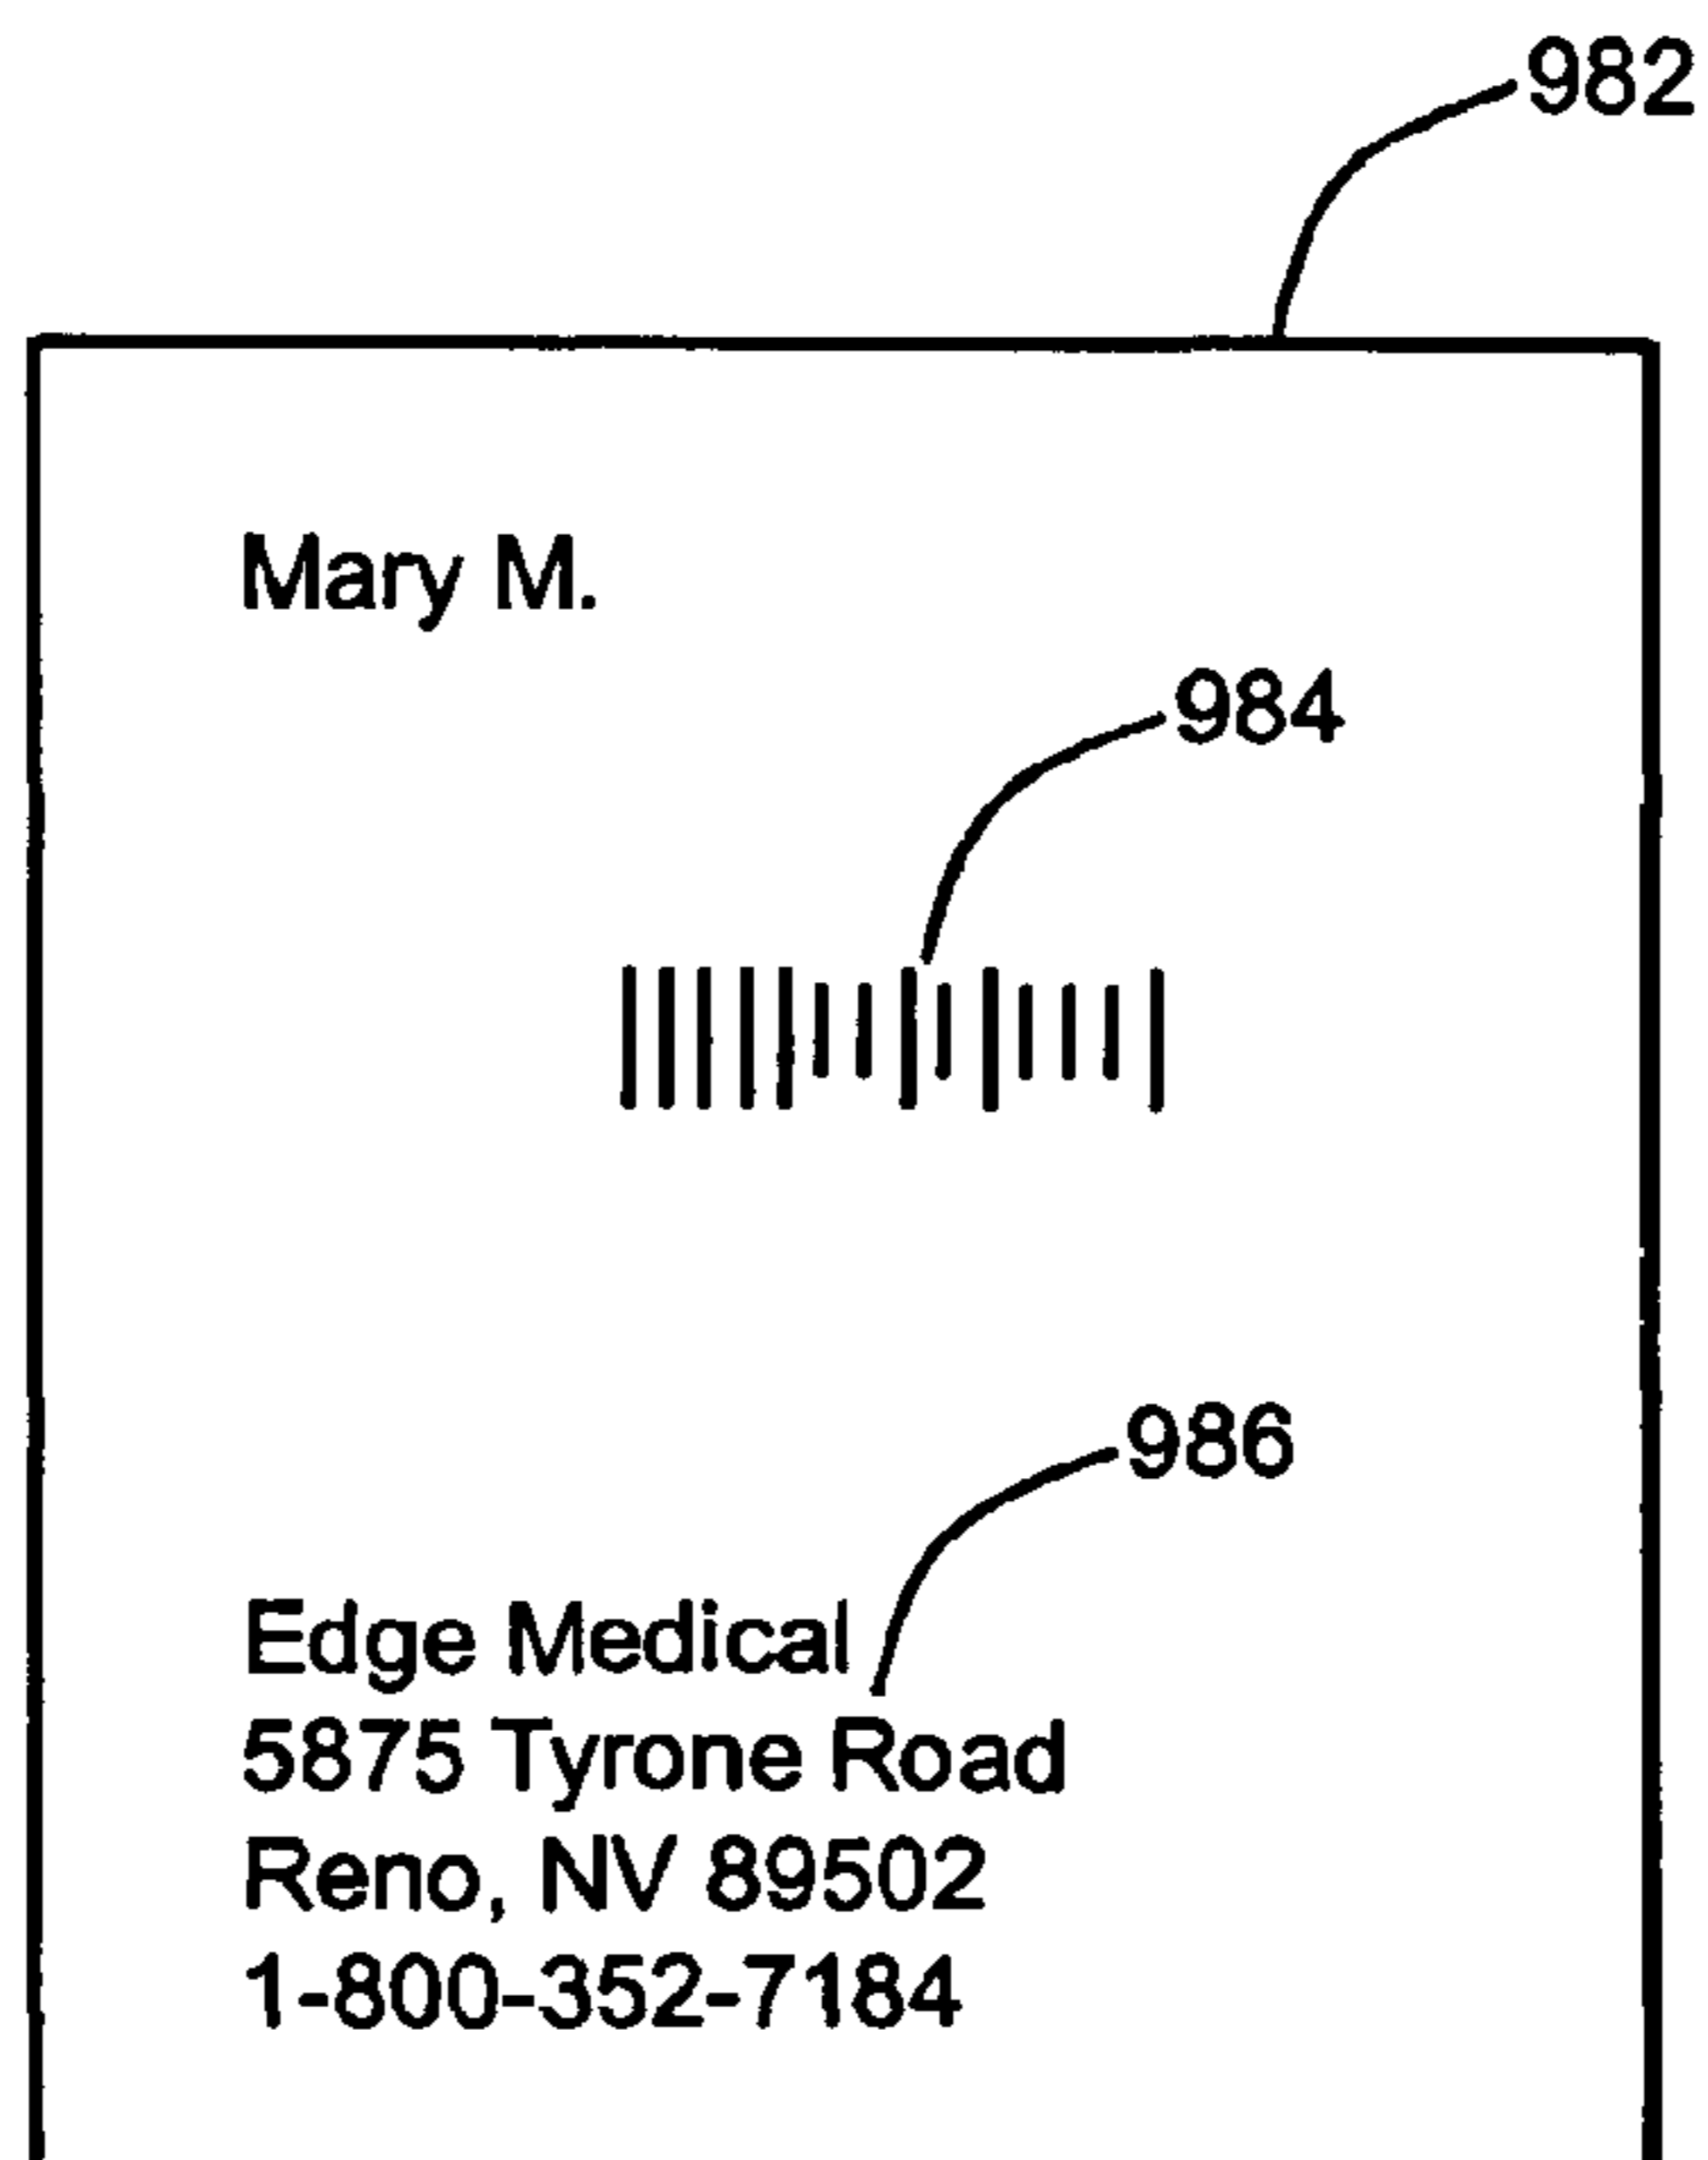 982
Mary M.
984
986
Edge Medical
5875 Tyrone Road
Reno, NV 89502
1-800-352-7184